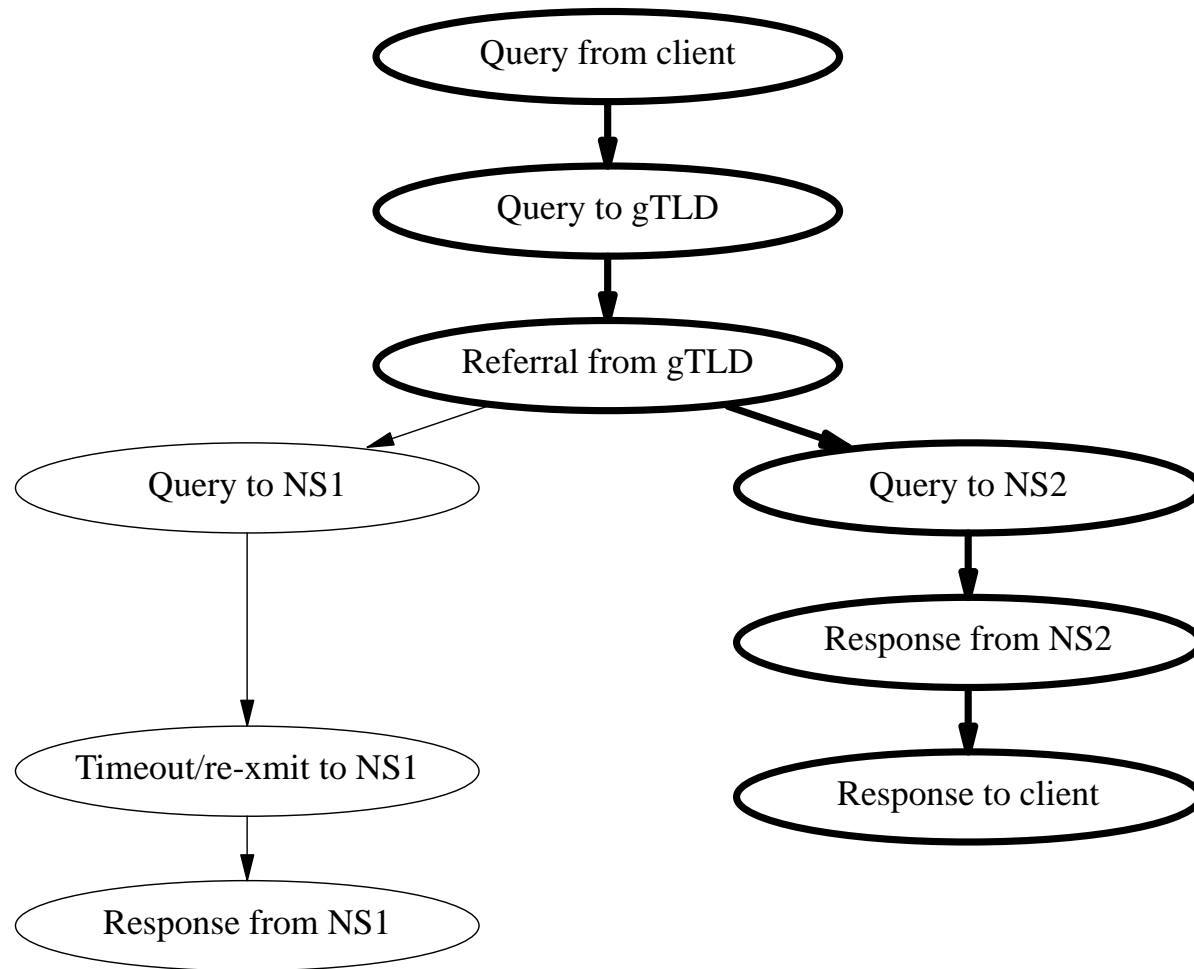 Query from client
Query to gTLD
Referral from gTLD
Query to NS1
Query to NS2
Response from NS2
Timeout/re-xmit to NS1
Response to client
Response from NS1